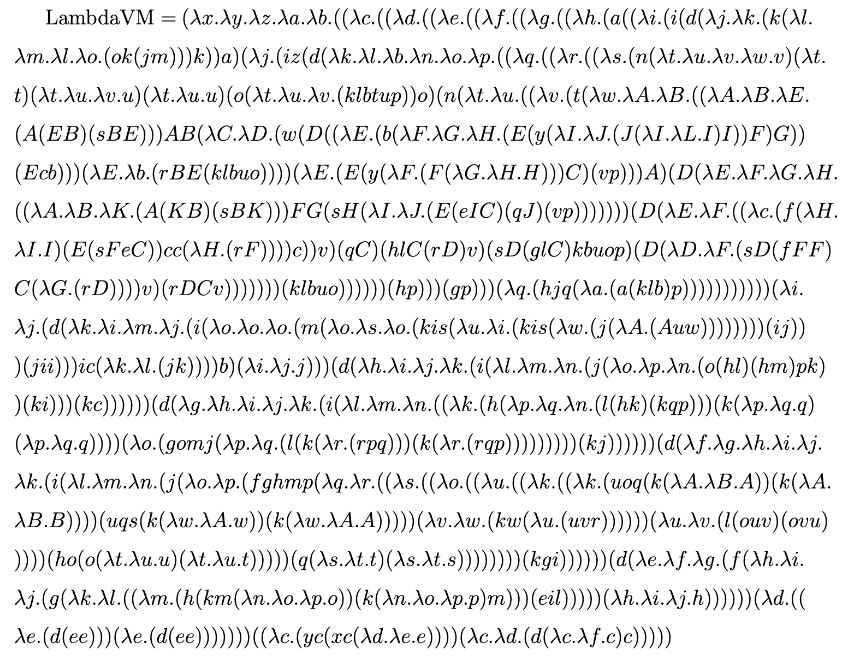 LambdaVM = (λx.λy.λz.λa.λb.((λc.((λd.((λe.((λf.((λg.((λh.(a((λi.(i(d(λj.λk.(k(λl.
λm.λl.λo.(ok(jm)))k))a)(λj.(iz(d(λk.λl.λb.λn.λo.λp.((λq.((λr.((λs.(n(λt.λu.λv.λw.v)(λt.
t)(λt.λu.λv.u)(λt.λu.u)(o(λt.λu.λv.(klbtup))o)(n(λt.λu.((λv.(t(λw.λA.λB.((λA.λB.λE.
(A(EB)(sBE)))AB(λC.λD.(w(D((λE.(b(λF.λG.λH.(E(y(λI.λJ.(J(λI.λL.I)I))F)G))
(Ecb)))(λE.λb.(rBE(klbuo))))(λE.(E(y(λF.(F(λG.λH.H)))C)(vp)))A)(D(λE.λF.λG.λH.
((λA.λB.λK.(A(KB)(sBK)))FG(sH(λI.λJ.(E(eIC)(qJ)(vp)))))))(D(λE.λF.((λc.(f(λH.
λI.I)(E(sFeC))cc(λH.(rF))))c))v)(qC)(hlC(rD)v)(sD(glC)kbuop)(D(λD.λF.(sD(fFF)
C(λG.(rD))))v)(rDCv)))))))(klbuo))))))(hp)))(gp)))(λq.(hjq(λa.(a(klb)p)))))))))))(λi.
λj.(d(λk.λi.λm.λj.(i(λo.λo.λo.(m(λo.λs.λo.(kis(λu.λi.(kis(λw.(j(λA.(Auw))))))))(ij))
)(jii)))ic(λk.λl.(jk))))b)(λi.λj.j)))(d(λh.λi.λj.λk.(i(λl.λm.λn.(j(λo.λp.λn.(o(hl)(hm)pk)
)(ki)))(kc))))))(d(λg.λh.λi.λj.λk.(i(λl.λm.λn.((λk.(h(λp.λq.λn.(l(hk)(kqp)))(k(λp.λq.q)
(λp.λq.q))))(λo.(gomj(λp.λq.(l(k(λr.(rpq)))(k(λr.(rqp)))))))))(kj))))))(d(λf.λg.λh.λi.λj.
λk.(i(λl.λm.λn.(j(λo.λp.(fghmp(λq.λr.((λs.((λo.((λu.((λk.((λk.(uoq(k(λA.λB.A))(k(λA.
λB.B))))(uqs(k(λw.λA.w))(k(λw.λA.A)))))(λv.λw.(kw(λu.(uvr))))))(λu.λv.(l(ouv)(ovu)
))))(ho(o(λt.λu.u)(λt.λu.t)))))(q(λs.λt.t)(λs.λt.s))))))))(kgi))))))(d(λe.λf.λg.(f(λh.λi.
λj.(g(λk.λl.((λm.(h(km(λn.λo.λp.o))(k(λn.λo.λp.p)m)))(eil)))))(λh.λi.λj.h))))))(λd.((
λe.(d(ee)))(λe.(d(ee)))))))((λc.(yc(xc(λd.λe.e))))(λc.λd.(d(λc.λf.c)c)))))